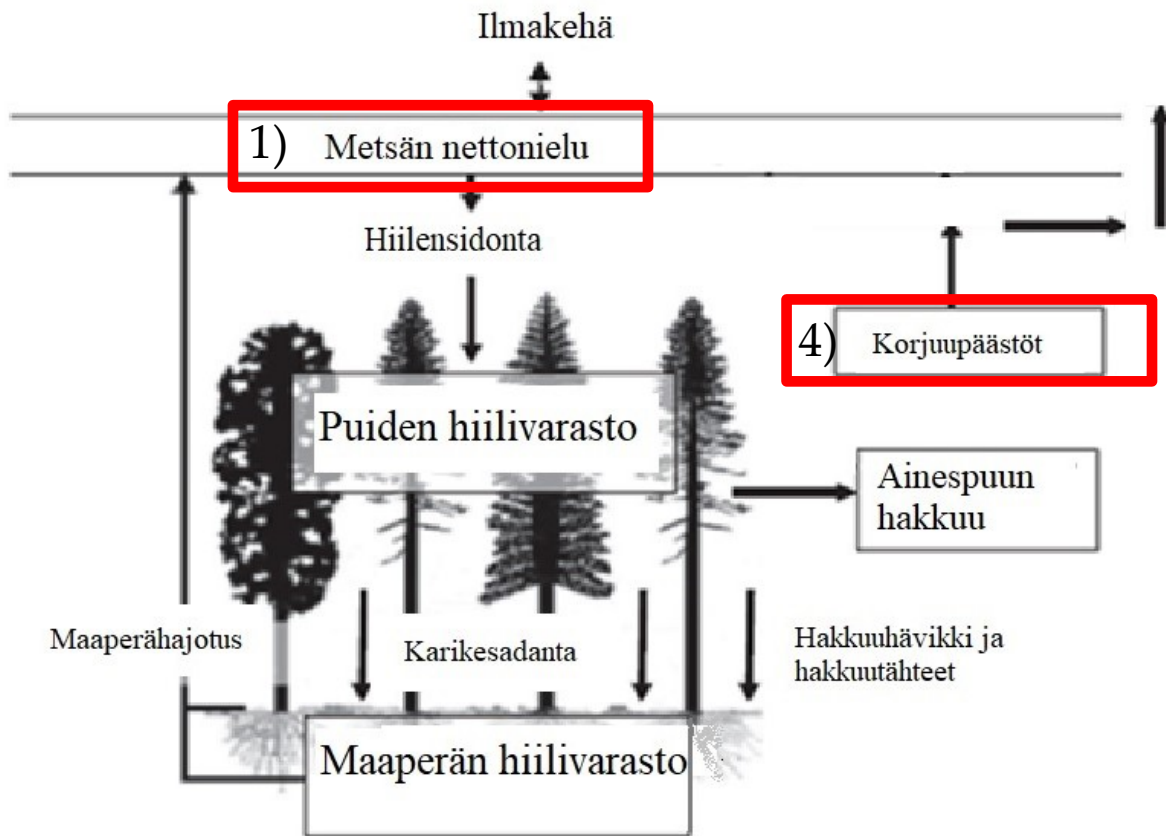 Ilmakehä
1) Metsän nettonielu
Hiilensidonta
4) Korjuupäästöt
Puiden hiilivarasto
Ainespuun
hakkuu
Maaperähajotus
Karikesadanta
Hakkuuhävikki ja
hakkuutähteet
Maaperän hiilivarasto